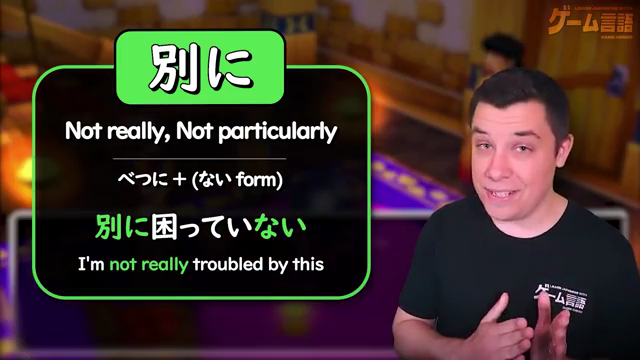 別に
Not really, Not particularly
べつに + (ない form)
別に困っていない
I'm not really troubled by this
ゲーム言語
ゲーム言語